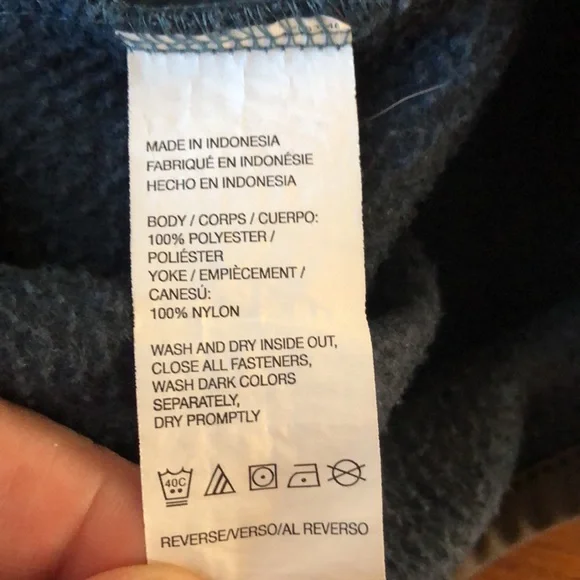 MADE IN INDONESIA
FABRIQUÉ EN INDONÉSIE
HECHO EN INDONESIA
BODY / CORPS / CUERPO:
100% POLYESTER /
POLIÉSTER
YOKE / EMPIÈCEMENT /
CANESÚ:
100% NYLON
WASH AND DRY INSIDE OUT,
CLOSE ALL FASTENERS,
WASH DARK COLORS
SEPARATELY,
DRY PROMPTLY
40C
REVERSE/VERSO/AL REVERSO